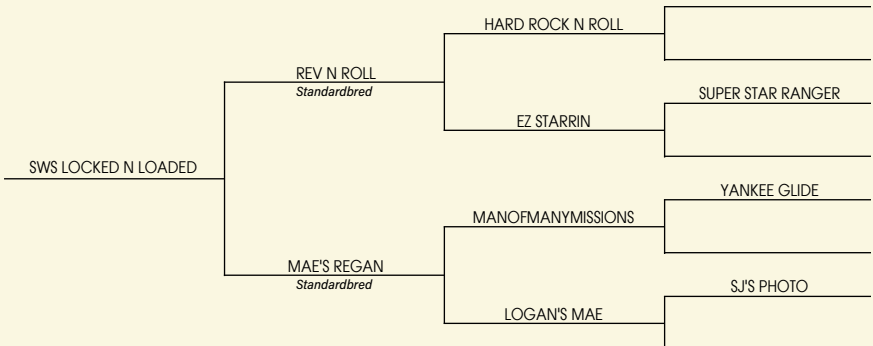 HARD ROCK N ROLL
REV N ROLL
Standardbred
SUPER STAR RANGER
EZ STARRIN
SWS LOCKED N LOADED
YANKEE GLIDE
MANOFMANYMISSIONS
MAE'S REGAN
Standardbred
SJ'S PHOTO
LOGAN'S MAE